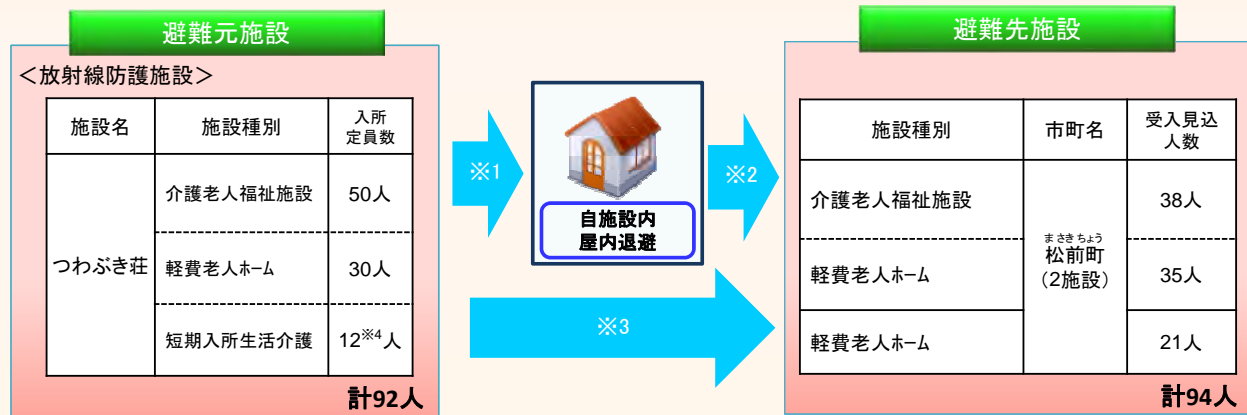 避難元施設
＜放射線防護施設＞
施設名 施設種別 入所
定員数
つわぶき荘
介護老人福祉施設 50人
軽費老人ホーム 30人
短期入所生活介護 12※4人
計92人
※1
自施設内
屋内退避
※2
※3
避難先施設
施設種別 市町名 受入見込
人数
介護老人福祉施設 38人
まさきちょう
松前町
（2施設）
軽費老人ホーム 35人
軽費老人ホーム 21人
計94人